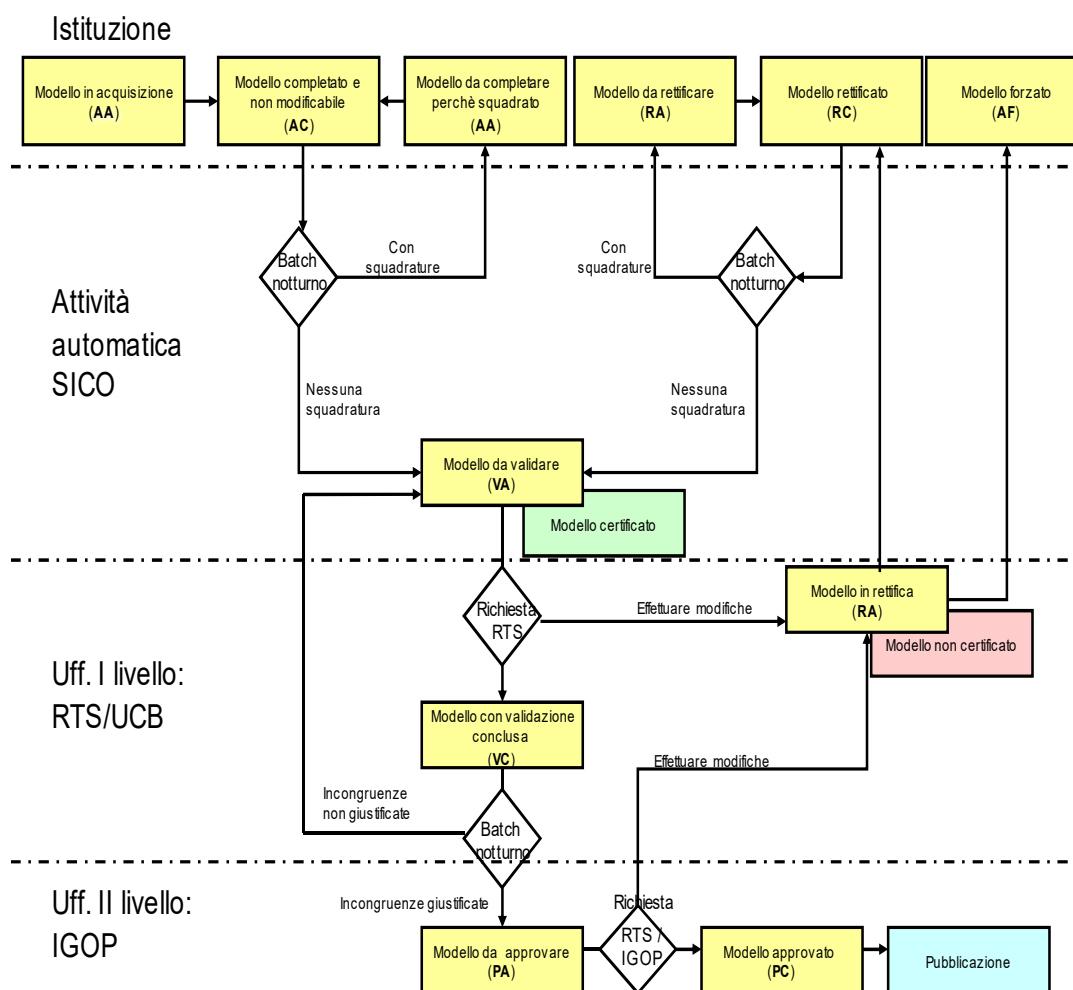 Istituzione
Modello in acquisizione
(AA)
Modello completato e
non modificabile
(AC)
Modello da completare
perchè squadrato
(AA)
Modello da rettificare
(RA)
Modello rettificato
(RC)
Modello forzato
(AF)
Attività
automatica
SICO
Batch
notturno
Con
squadrature
Con
squadrature
Batch
notturno
Nessuna
squadratura
Nessuna
squadratura
Modello da validare
(VA)
Modello certificato
Uff. I livello:
RTS/UCB
Richiesta
RTS
Effettuare modifiche
Modello in rettifica
(RA)
Modello non certificato
Modello con validazione
conclusa
(VC)
Effettuare modifiche
Incongruenze
non giustificate
Batch
notturno
Uff. II livello:
IGOP
Incongruenze giustificate
Modello da approvare
(PA)
Richiesta
RTS /
IGOP
Modello approvato
(PC)
Pubblicazione